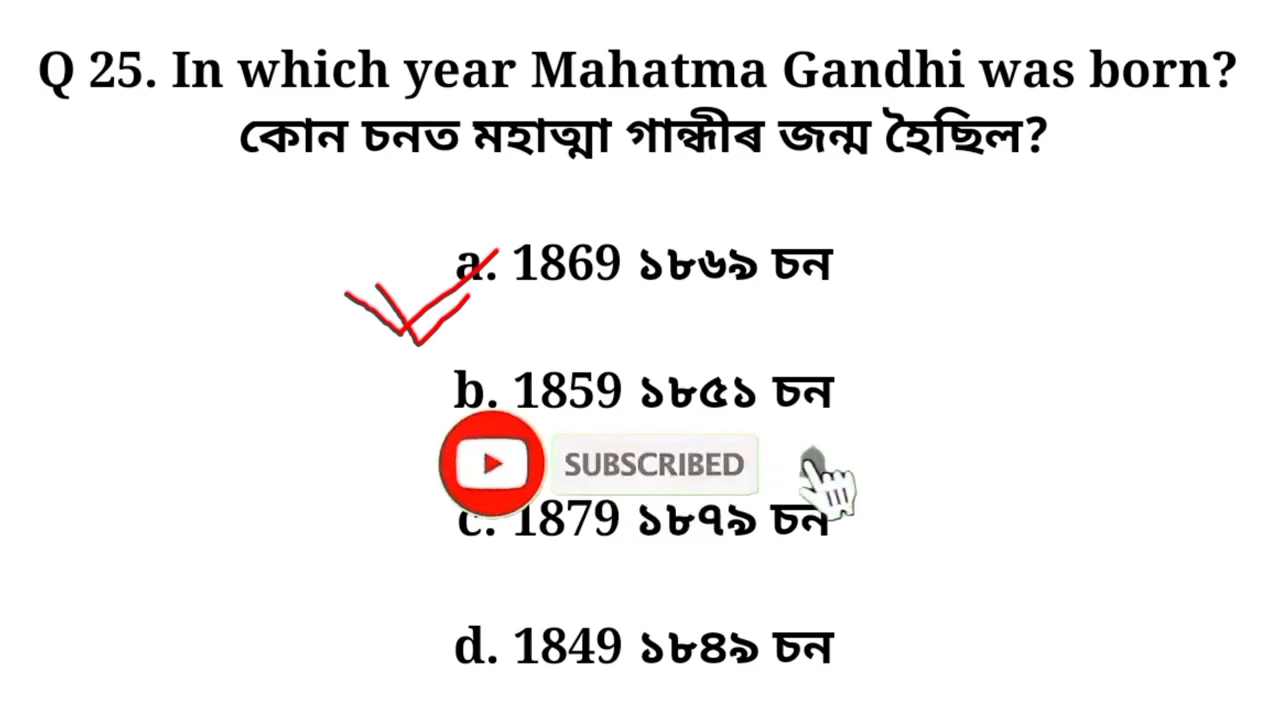 Q 25. In which year Mahatma Gandhi was born?
কোন চনত মহাত্মা গান্ধীৰ জন্ম হৈছিল?
a. 1869 ১৮৬৯ চন
b. 1859 ১৮৫১ চন
SUBSCRIBED
c. 1879 ১৮৭৯ চন
d. 1849 ১৮৪৯ চন